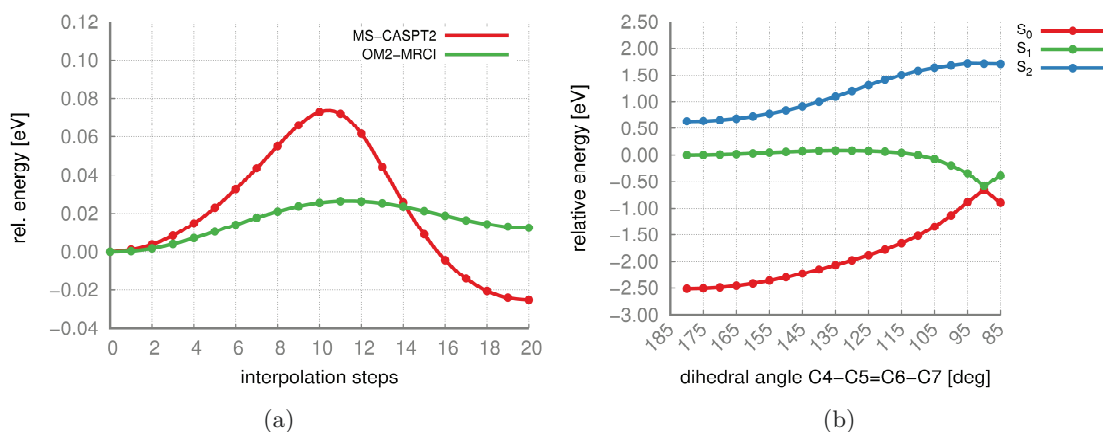 0.12
0.10
0.08
0.06
0.04
0.02
0.00
−0.02
−0.04
rel. energy [eV]
MS−CASPT2
OM2−MRCI
0 2 4 6 8 10 12 14 16 18 20
interpolation steps
(a)
2.50
2.00
1.50
1.00
0.50
0.00
−0.50
−1.00
−1.50
−2.00
−2.50
−3.00
relative energy [eV]
S0
S1
S2
185 175 165 155 145 135 125 115 105 95 85
dihedral angle C4−C5=C6−C7 [deg]
(b)